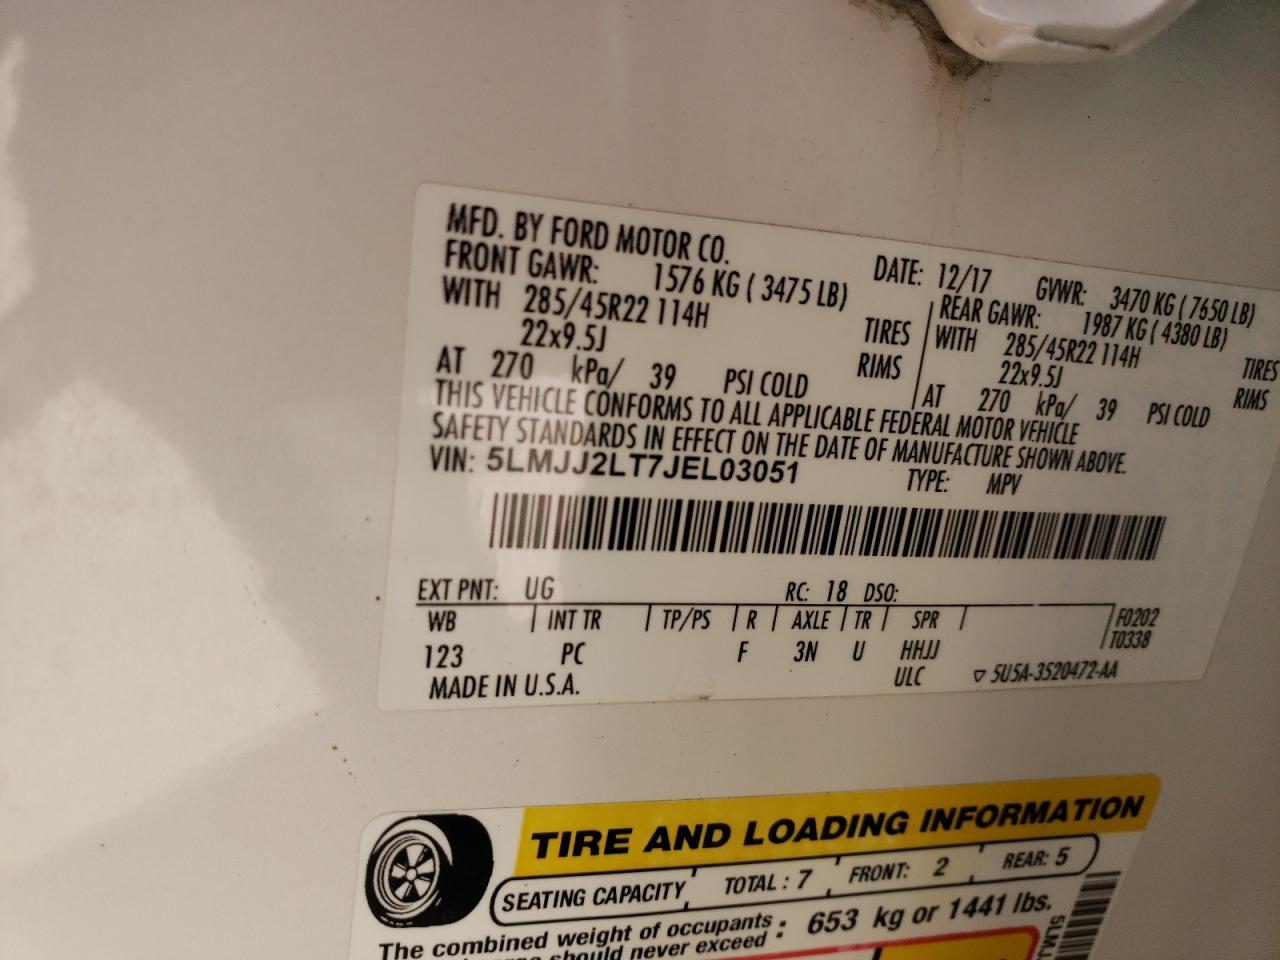 MFD. BY FORD MOTOR CO.
DATE: 12/17 GVWR: 3470 KG ( 7650 LB)
FRONT GAWR: 1576 KG ( 3475 LB)
WITH 285/45R22 114H TIRES
22x9.5J RIMS
AT 270 kPa/ 39 PSI COLD
REAR GAWR: 1987 KG ( 4380 LB)
WITH 285/45R22 114H TIRES
22x9.5J RIMS
AT 270 kPa/ 39 PSI COLD
THIS VEHICLE CONFORMS TO ALL APPLICABLE FEDERAL MOTOR VEHICLE
SAFETY STANDARDS IN EFFECT ON THE DATE OF MANUFACTURE SHOWN ABOVE.
VIN: 5LMJJ2LT7JEL03051
TYPE: MPV
EXT PNT: UG RC: 18 DSO:
WB INT TR TP/PS R AXLE TR SPR F0202
T0338
123 PC F 3N U HHJJ
MADE IN U.S.A. ULC ▽ 5U5A-3520472-AA
TIRE AND LOADING INFORMATION
SEATING CAPACITY TOTAL : 7 FRONT: 2 REAR: 5
The combined weight of occupants : 653 kg or 1441 lbs.
should never exceed
5LMJ